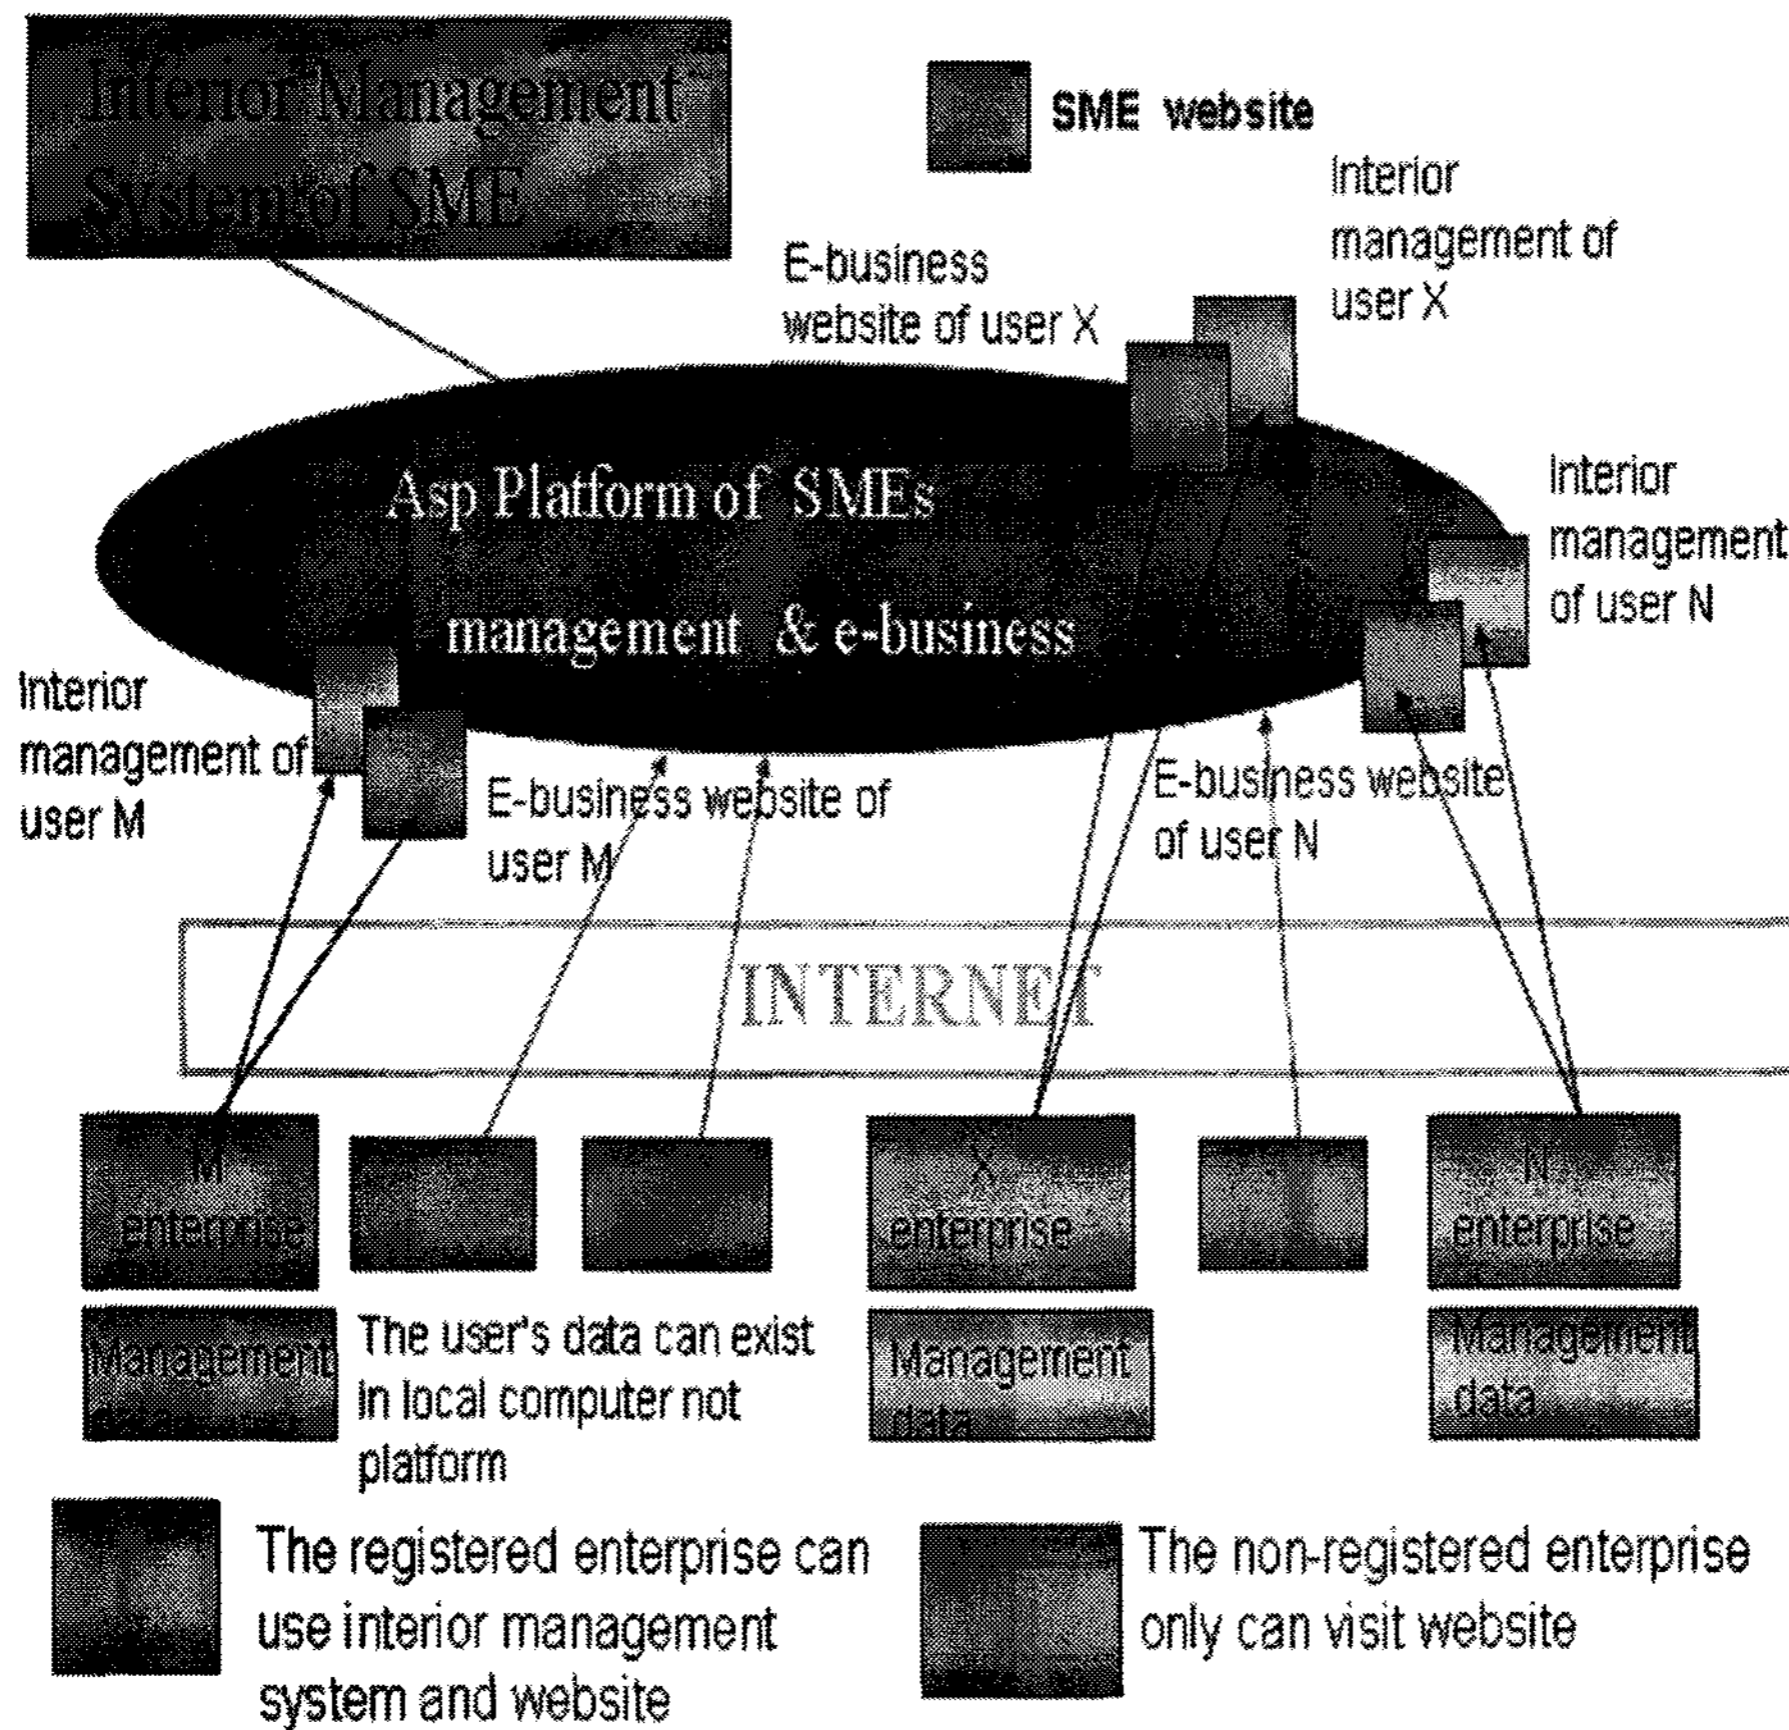 Interior Management
System of SME
SME website
Interior
management of
user X
E-business
website of user X
Asp Platform of SMEs
management & e-business
Interior
management
of user N
Interior
management of
user M
E-business website of
user M
E-business website
of user N
INTERNET
M
enterprise
X
enterprise
N
enterprise
Management
data
The user's data can exist
in local computer not
platform
Management
data
Management
data
The registered enterprise can
use interior management
system and website
The non-registered enterprise
only can visit website